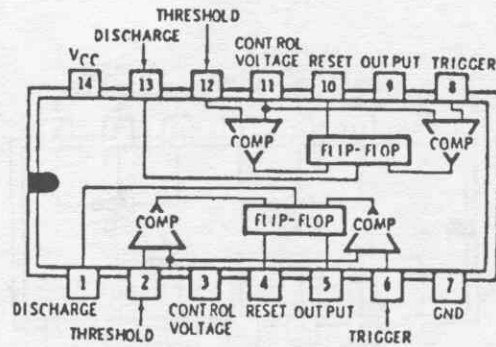 THRESHOLD
DISCHARGE
CONTROL
VCC
VOLTAGE RESET OUTPUT TRIGGER
14 13 12 11 10 9 8
COMP
COMP
FLIP-FLOP
COMP
FLIP-FLOP
COMP
1 2 3 4 5 6 7
DISCHARGE
CONTROL RESET OUTPUT
GND
THRESHOLD
VOLTAGE
TRIGGER